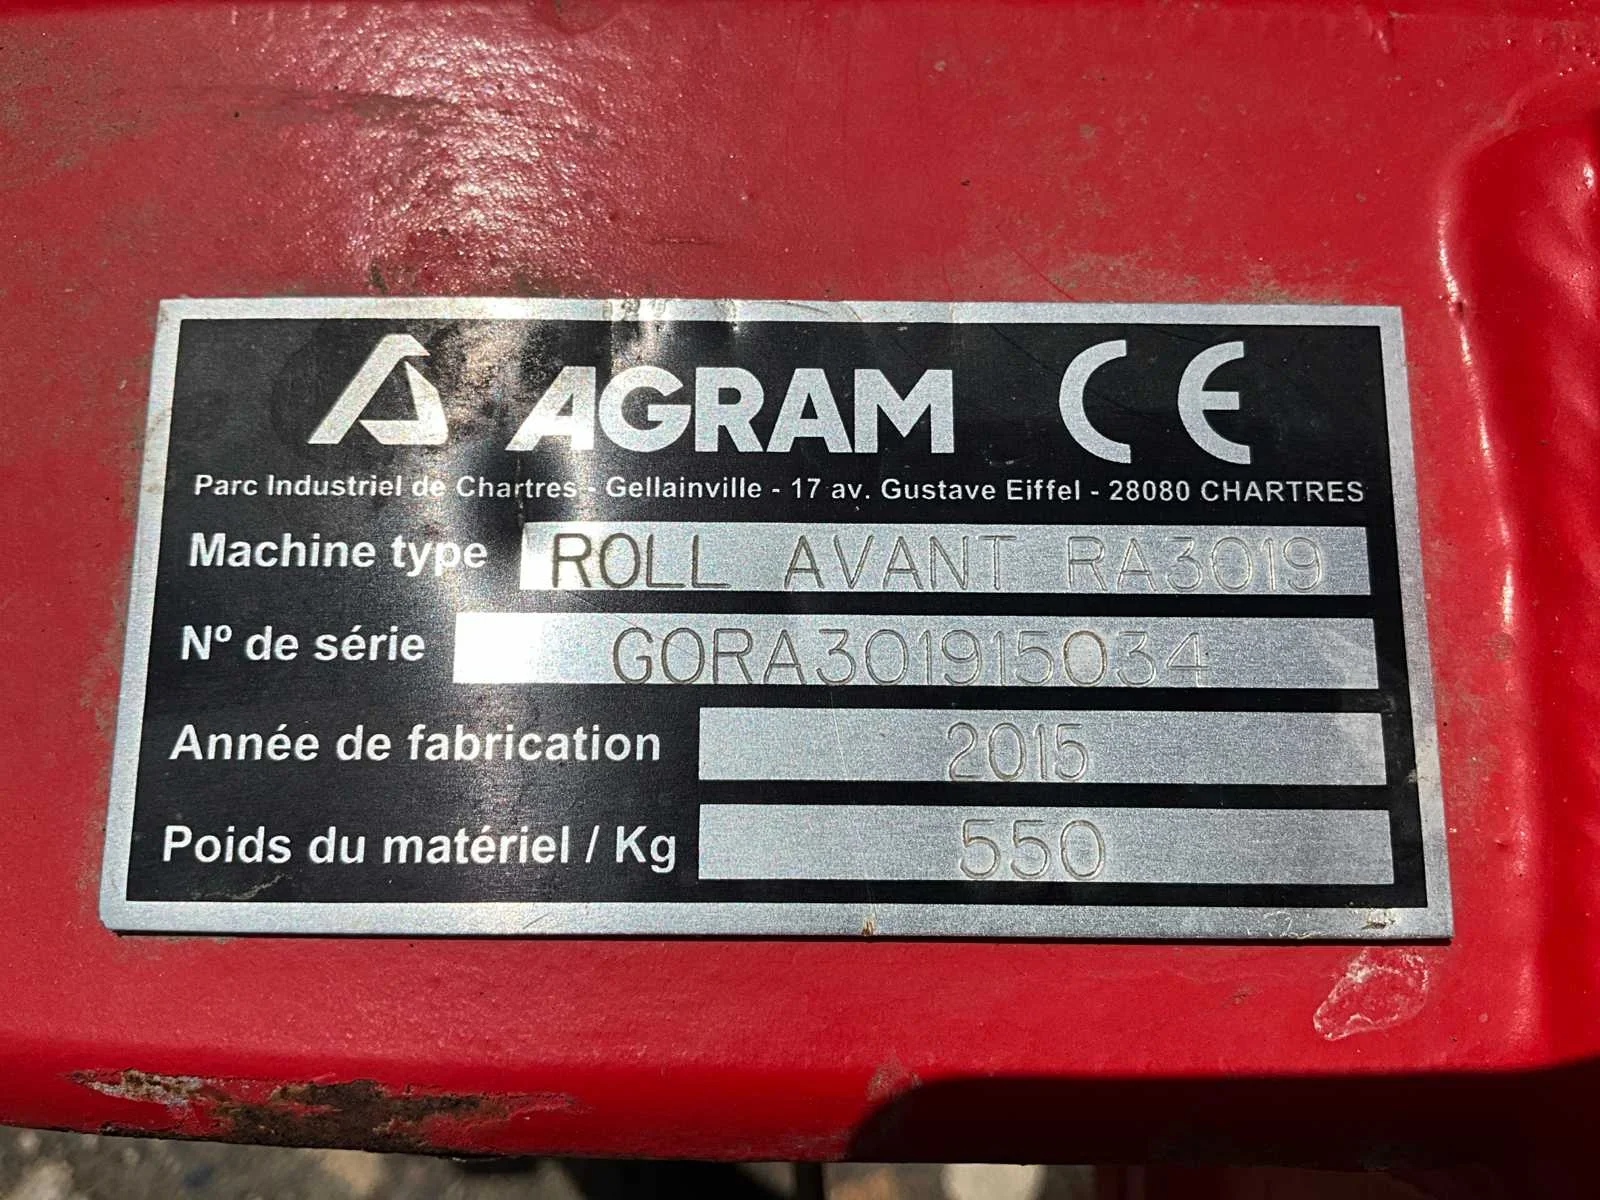 AGRAM CE
Parc Industriel de Chartres - Gellainville - 17 av. Gustave Eiffel - 28080 CHARTRES
Machine type ROLL AVANT RA3019
Nº de série GORA301915034
Année de fabrication 2015
Poids du matériel / Kg 550